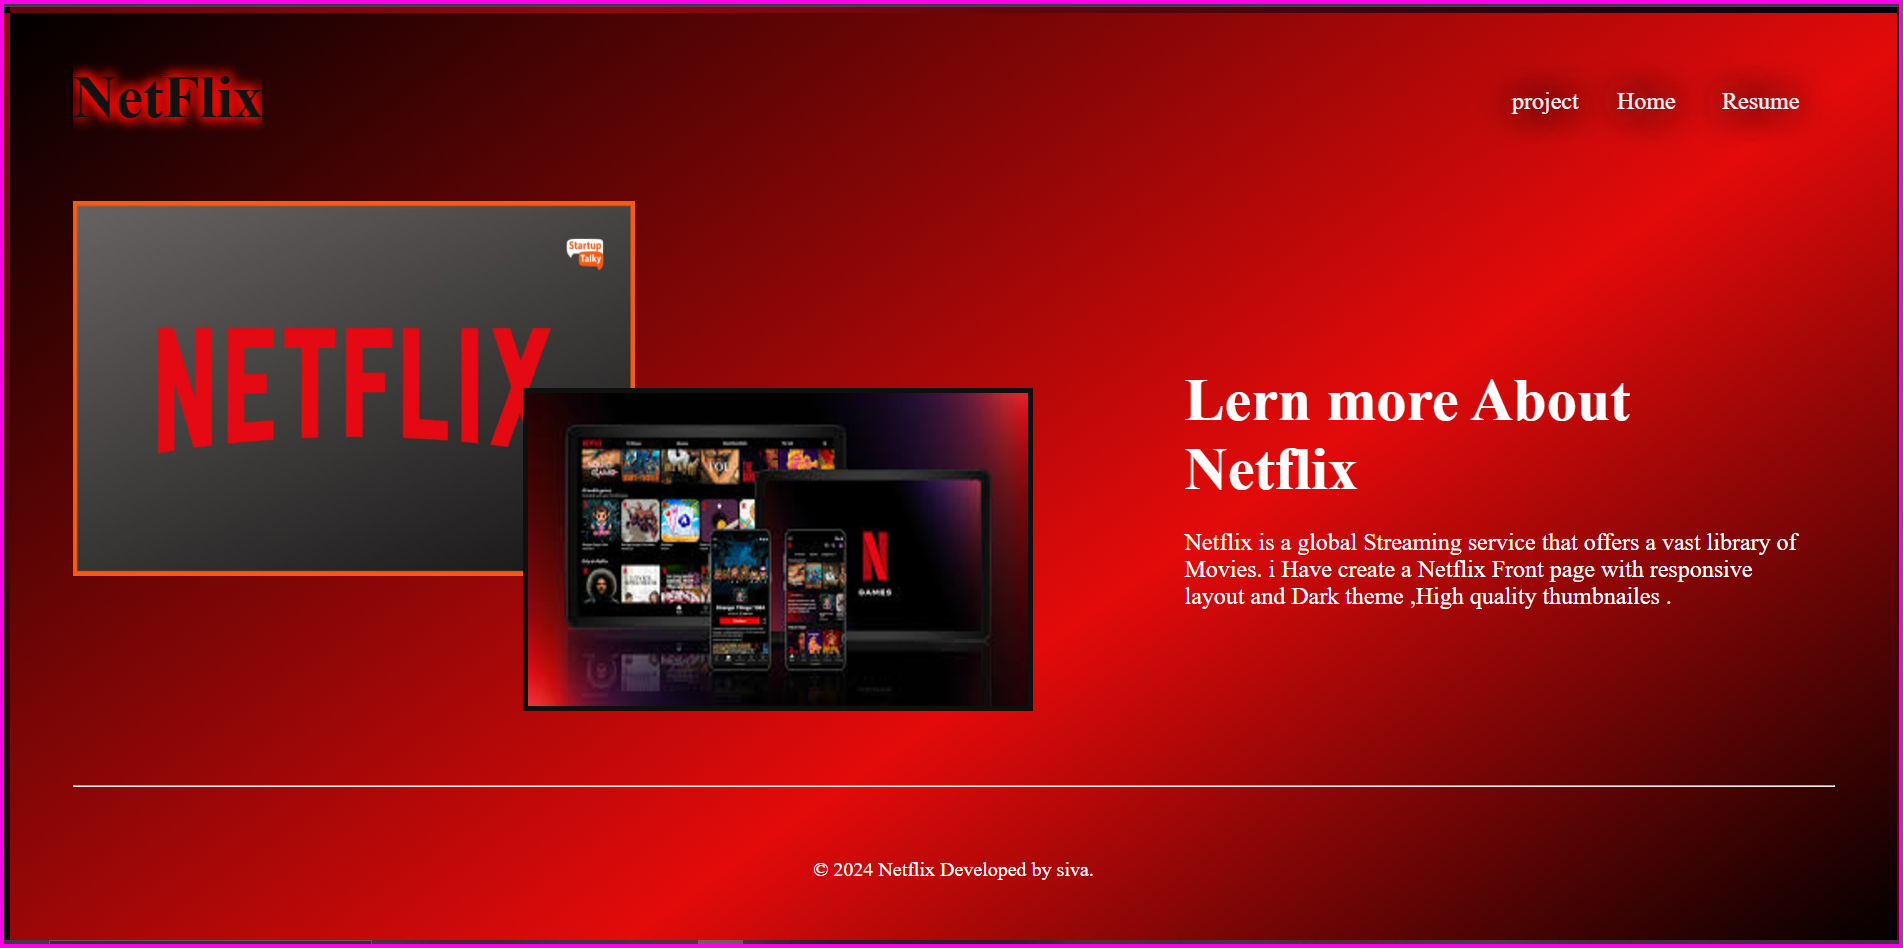 NetFlix
project Home Resume
Startup
Talky
NETFLIX
GAMES
Lern more About
Netflix
Netflix is a global Streaming service that offers a vast library of
Movies. i Have create a Netflix Front page with responsive
layout and Dark theme ,High quality thumbnailes .
© 2024 Netflix Developed by siva.